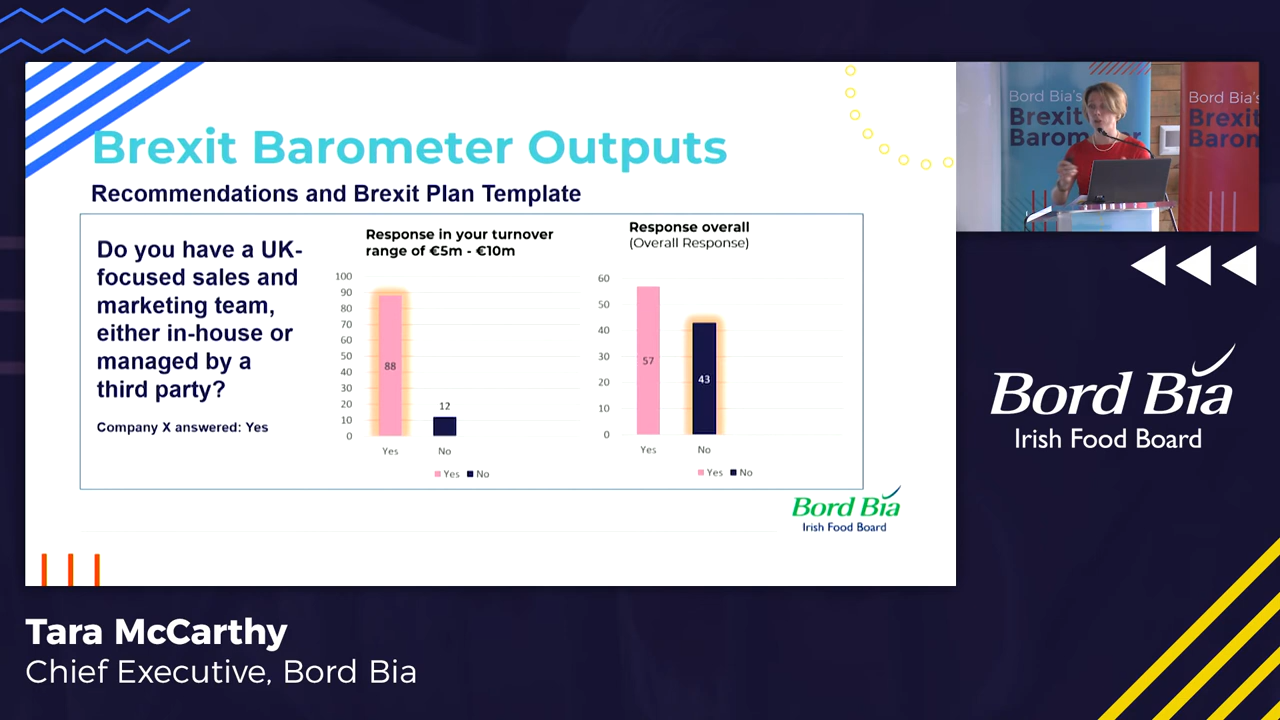 Brexit Barometer Outputs
Recommendations and Brexit Plan Template
Do you have a UK-
focused sales and
marketing team,
either in-house or
managed by a
third party?
Company X answered: Yes
Response in your turnover
range of €5m - €10m
100
90
80
70
60
50
40
30
20
10
0
88
12
Yes No
Yes No
Response overall
(Overall Response)
60
50
40
30
20
10
0
57
43
Yes No
Yes No
Bord Bia
Irish Food Board
Bord Bia's
Brexit
Bord Bia's
Brexit
Bord Bia
Irish Food Board
Tara McCarthy
Chief Executive, Bord Bia